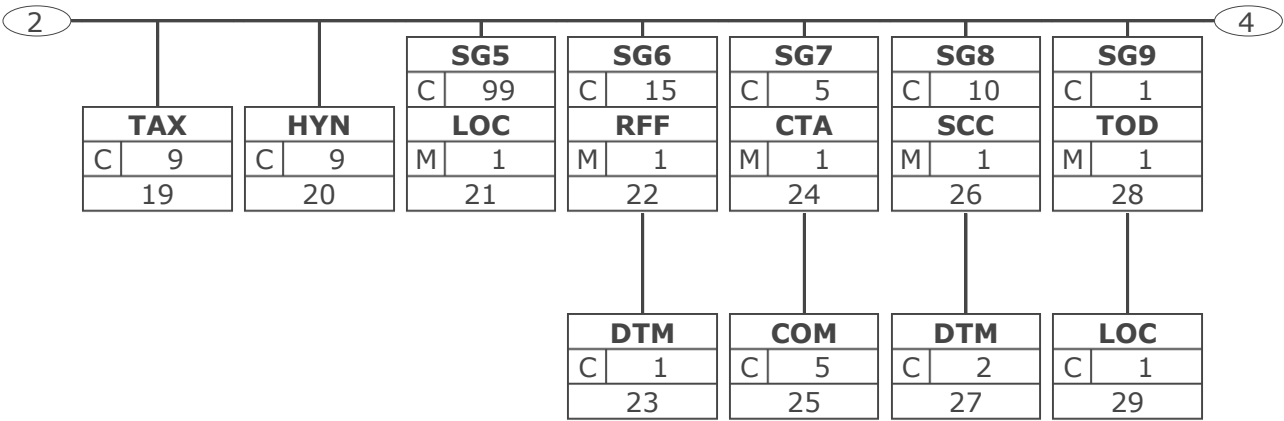 2 4
SG5 SG6 SG7 SG8 SG9
C 99 C 15 C 5 C 10 C 1
TAX HYN LOC RFF CTA SCC TOD
C 9 C 9 M 1 M 1 M 1 M 1 M 1
19 20 21 22 24 26 28
DTM COM DTM LOC
C 1 C 5 C 2 C 1
23 25 27 29